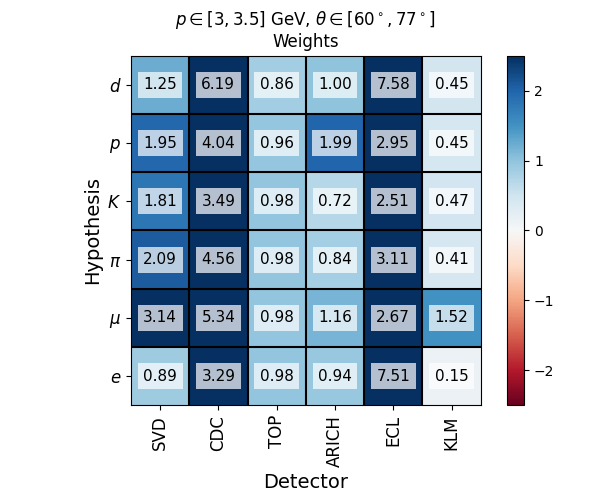 p ∈ [3, 3.5] GeV, θ ∈ [60°, 77°]
Weights
d 1.25 6.19 0.86 1.00 7.58 0.45
p 1.95 4.04 0.96 1.99 2.95 0.45
K 1.81 3.49 0.98 0.72 2.51 0.47
π 2.09 4.56 0.98 0.84 3.11 0.41
μ 3.14 5.34 0.98 1.16 2.67 1.52
e 0.89 3.29 0.98 0.94 7.51 0.15
SVD CDC TOP ARICH ECL KLM
Detector
Hypothesis
2
1
0
−1
−2